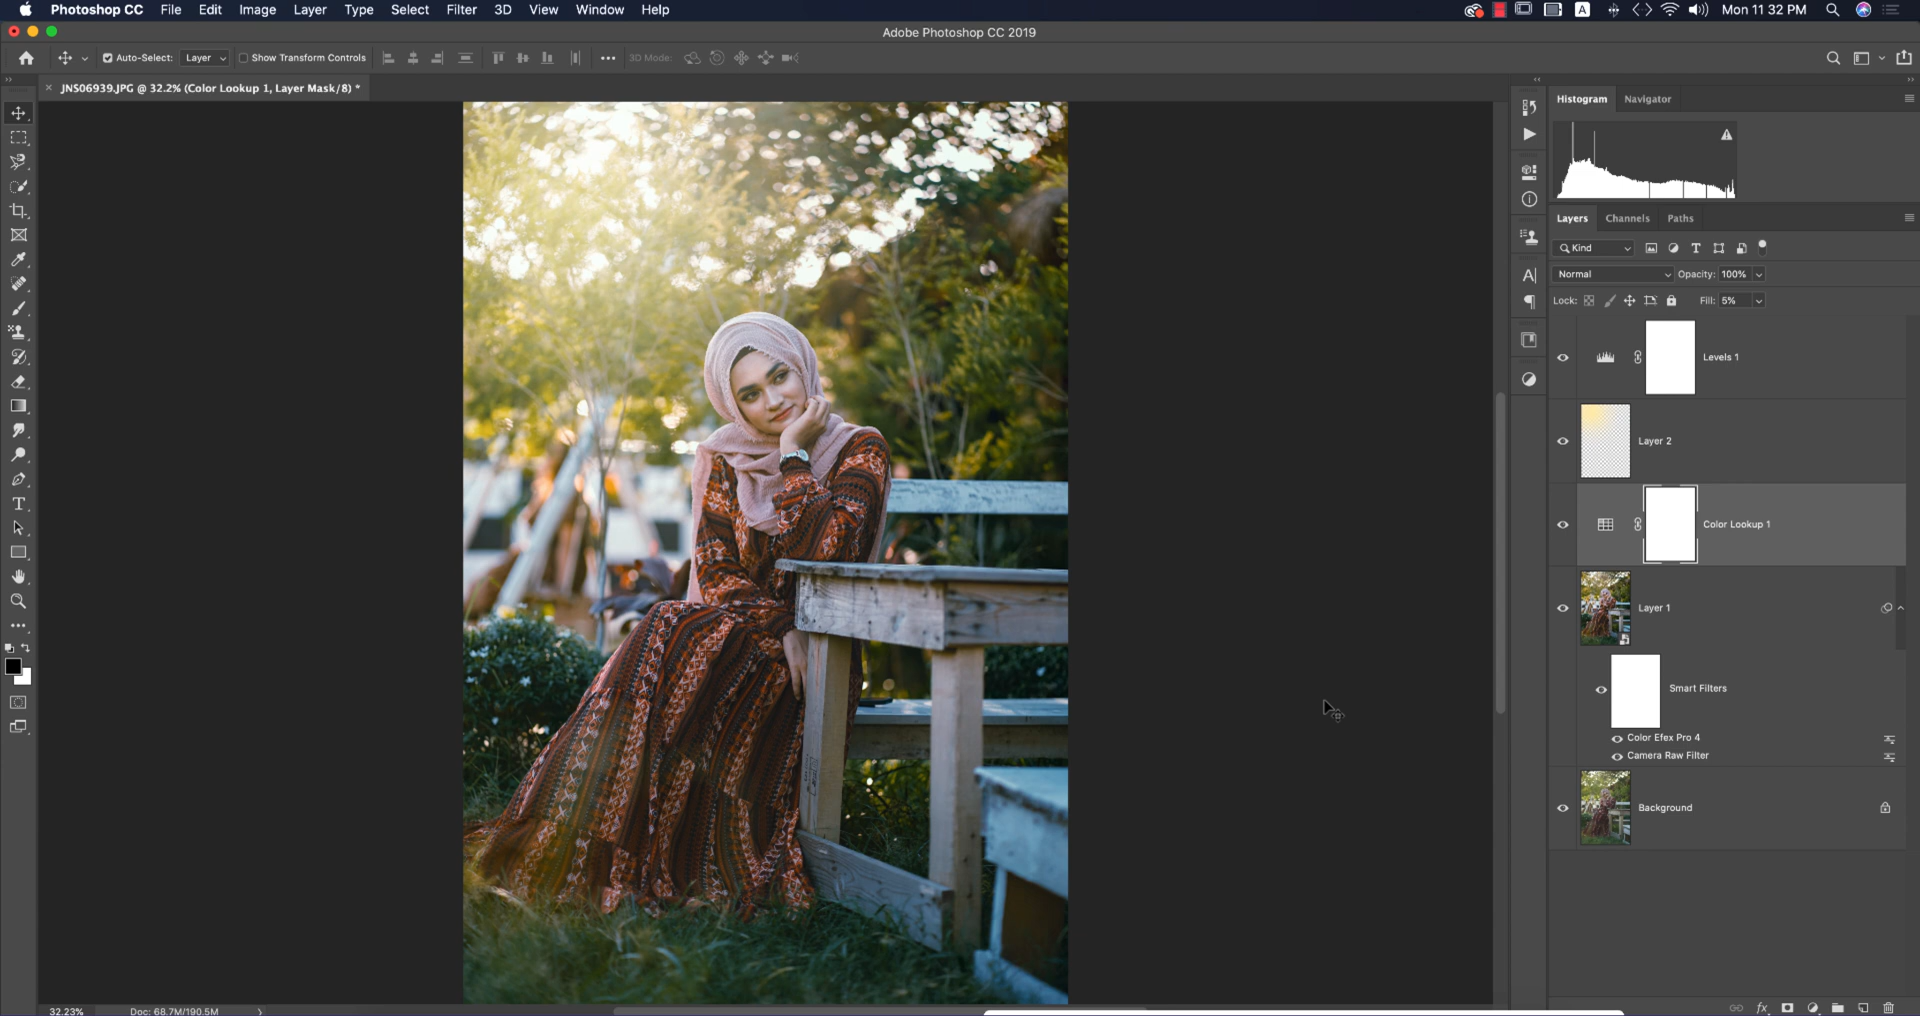 Photoshop CC File Edit Image Layer Type Select Filter 3D View Window Help A Mon 11 32 PM
Adobe Photoshop CC 2019
Auto-Select: Layer Show Transform Controls 3D Mode:
JNS06939.JPG @ 32.2% (Color Lookup 1, Layer Mask/8) *
Histogram Navigator
Layers Channels Paths
Kind
Normal Opacity: 100%
Lock: Fill: 5%
Levels 1
Layer 2
Color Lookup 1
Layer 1
Smart Filters
Color Efex Pro 4
Camera Raw Filter
Background
32.23% Doc: 68.7M/190.5M